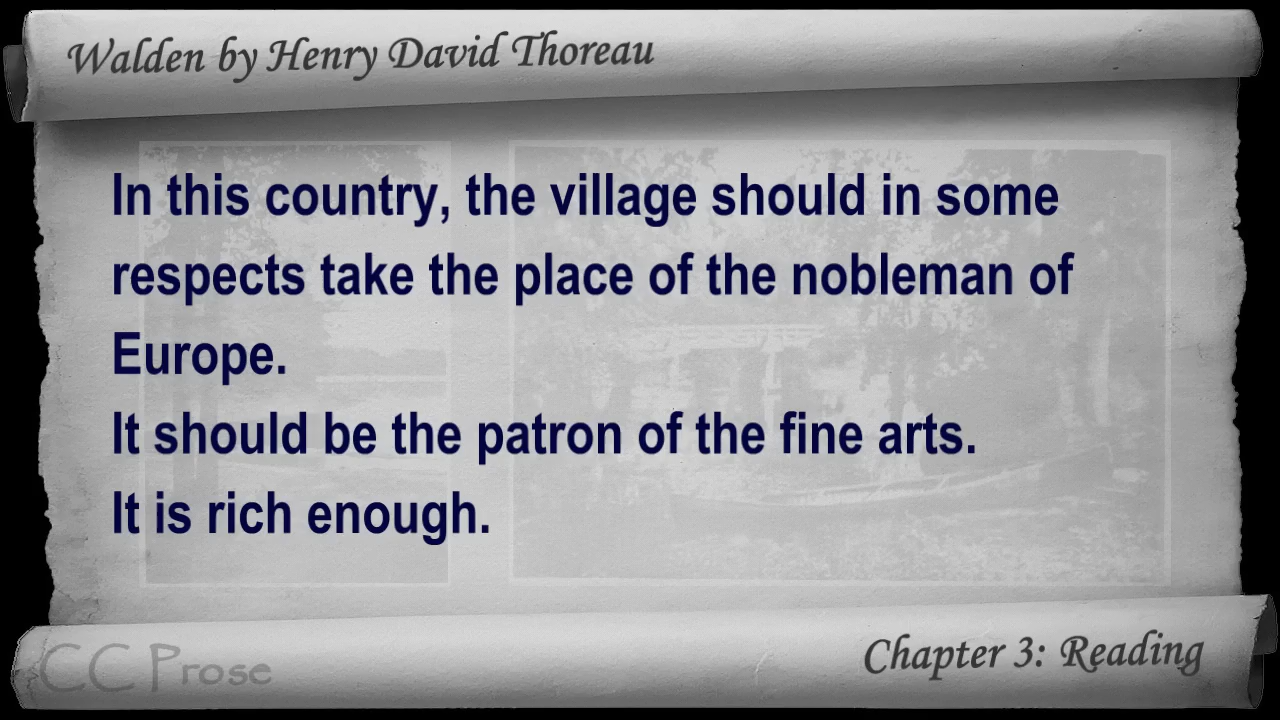 Walden by Henry David Thoreau
In this country, the village should in some
respects take the place of the nobleman of
Europe.
It should be the patron of the fine arts.
It is rich enough.
CC Prose
Chapter 3: Reading